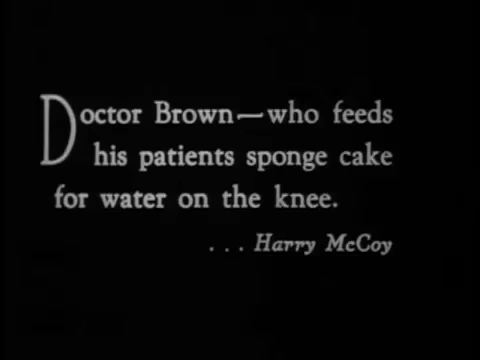 Doctor Brown—who feeds
his patients sponge cake
for water on the knee.
. . . Harry McCoy